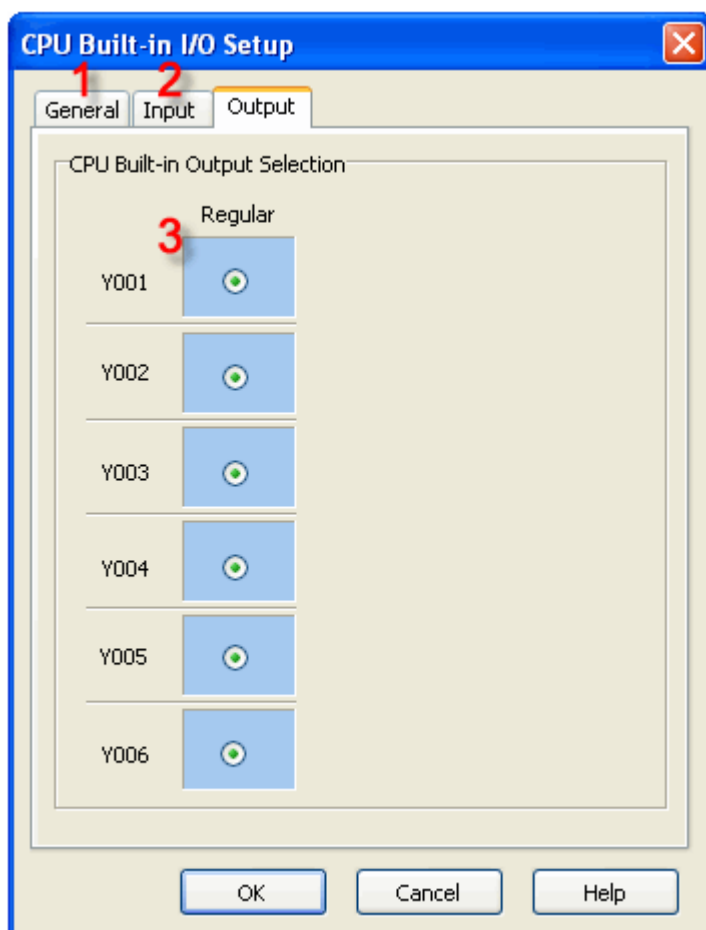 CPU Built-in I/O Setup
1 2
General Input Output
CPU Built-in Output Selection
Regular
3
Y001
Y002
Y003
Y004
Y005
Y006
OK Cancel Help